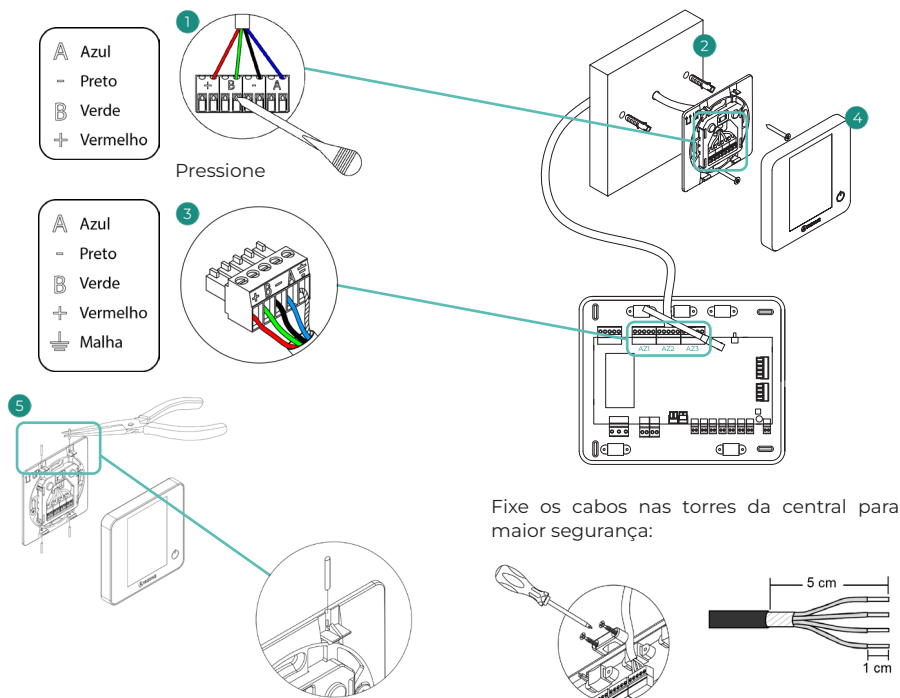 1
A Azul
- Preto
B Verde
+ Vermelho
+ B - A
Pressione
2
4
3
A Azul
- Preto
B Verde
+ Vermelho
⏚ Malha
+ B - A ⏚
AZ1 AZ2 AZ3
5
Fixe os cabos nas torres da central para
maior segurança:
5 cm
1 cm